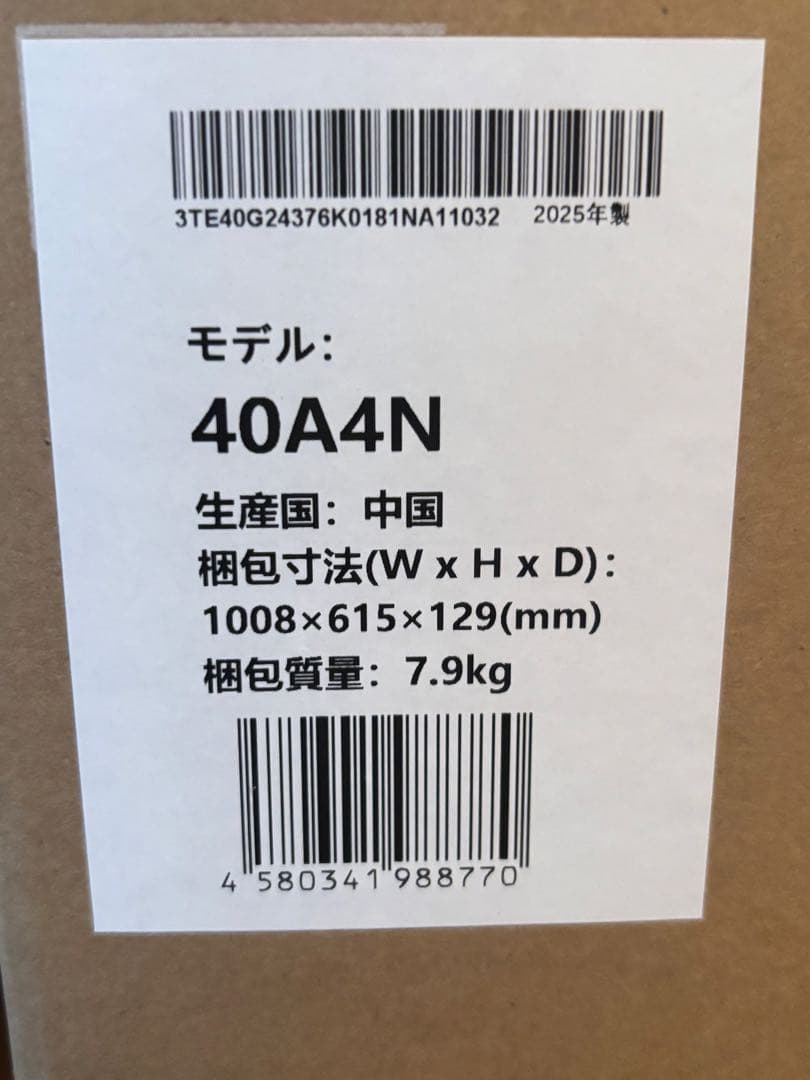 3TE40G24376K0181NA11032 2025年製
モデル：
40A4N
生産国：中国
梱包寸法(W x H x D)：
1008×615×129(mm)
梱包質量：7.9kg
4 580341 988770